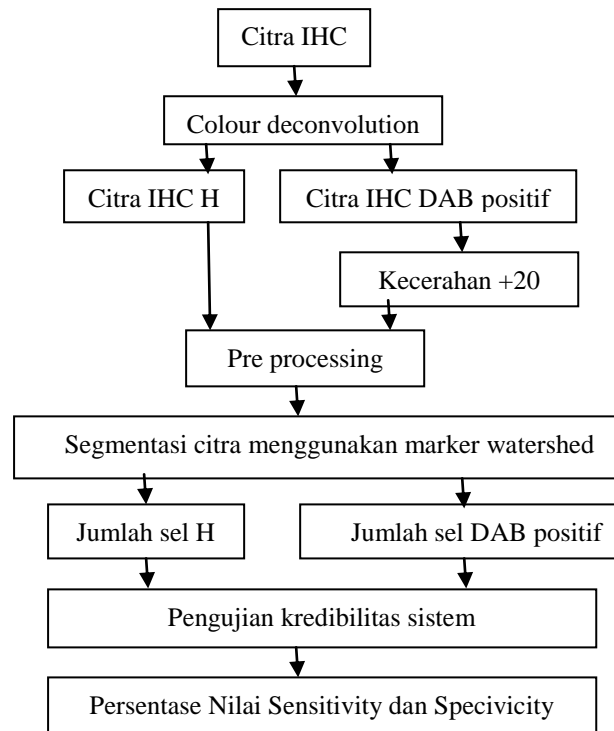 Citra IHC
Colour deconvolution
Citra IHC H
Citra IHC DAB positif
Kecerahan +20
Pre processing
Segmentasi citra menggunakan marker watershed
Jumlah sel H
Jumlah sel DAB positif
Pengujian kredibilitas sistem
Persentase Nilai Sensitivity dan Specivicity